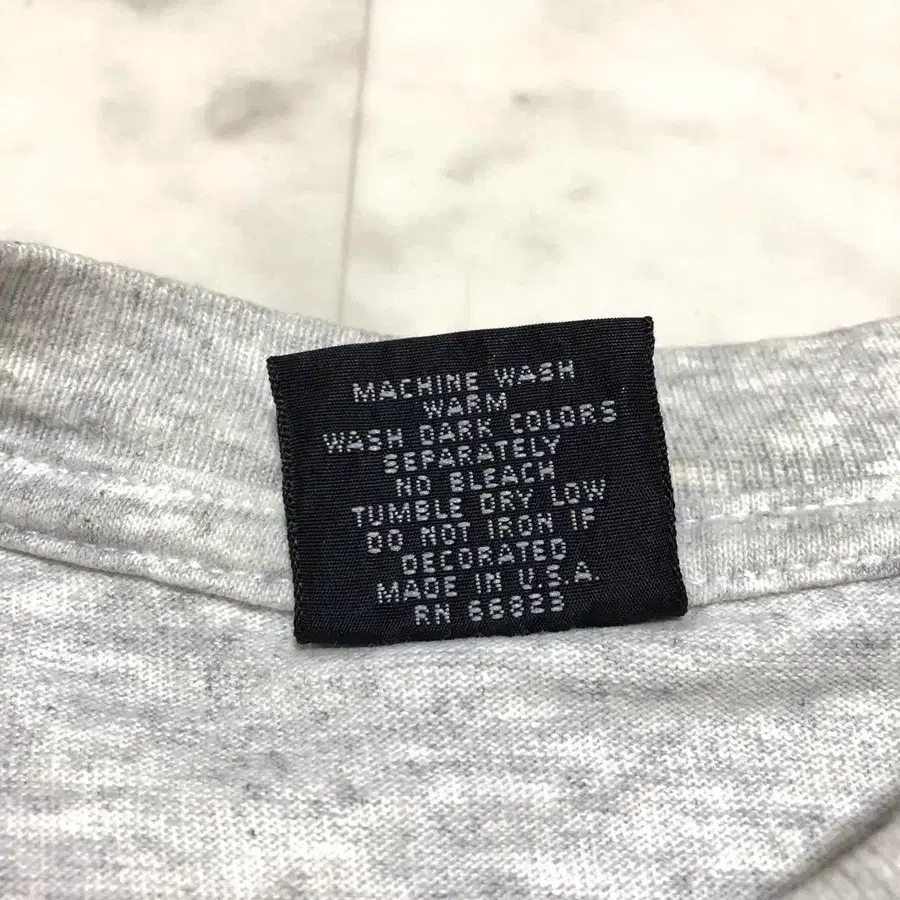 MACHINE WASH
WARM
WASH DARK COLORS
SEPARATELY
NO BLEACH
TUMBLE DRY LOW
DO NOT IRON IF
DECORATED
MADE IN U.S.A.
RN 66823